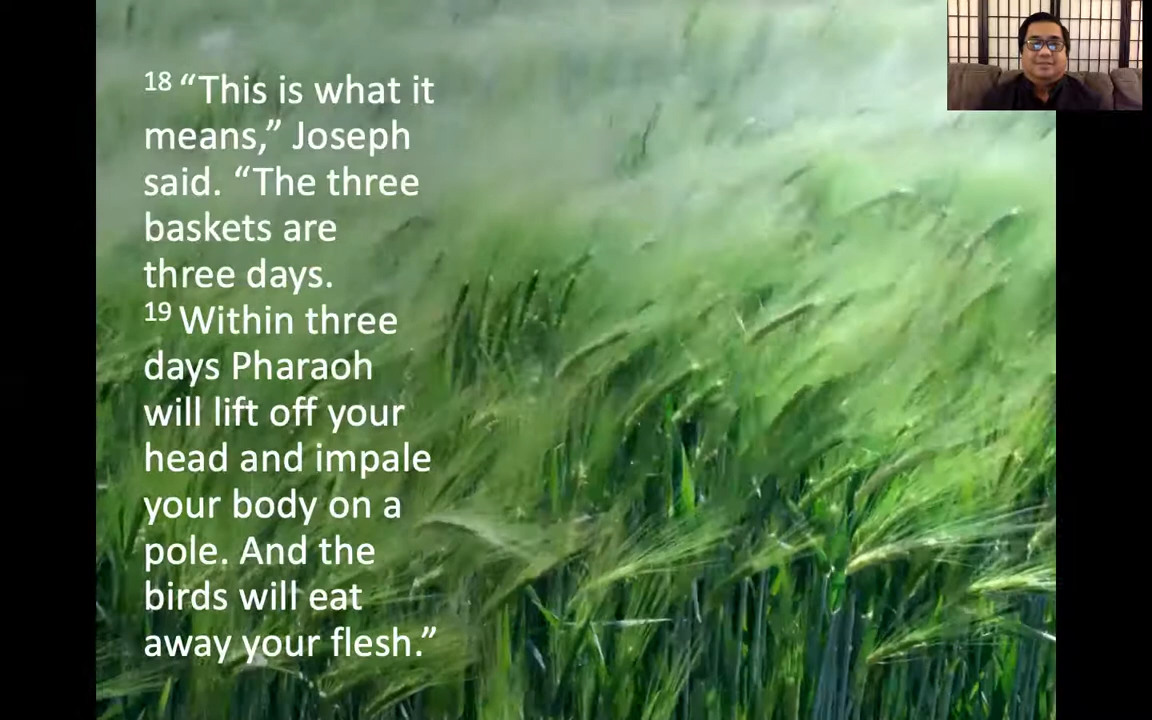 18 “This is what it
means,” Joseph
said. “The three
baskets are
three days.
19 Within three
days Pharaoh
will lift off your
head and impale
your body on a
pole. And the
birds will eat
away your flesh.”